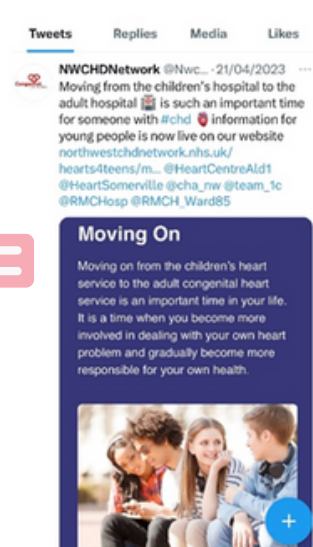 Tweets Replies Media Likes
NWCHDNetwork @Nwc... · 21/04/2023 ...
Moving from the children's hospital to the
adult hospital 🏥 is such an important time
for someone with #chd 🫀 information for
young people is now live on our website
northwestchdnetwork.nhs.uk/
hearts4teens/m... @HeartCentreAld1
@HeartSomerville @cha_nw @team_1c
@RMCHosp @RMCH_Ward85
Moving On
Moving on from the children's heart
service to the adult congenital heart
service is an important time in your life.
It is a time when you become more
involved in dealing with your own heart
problem and gradually become more
responsible for your own health.